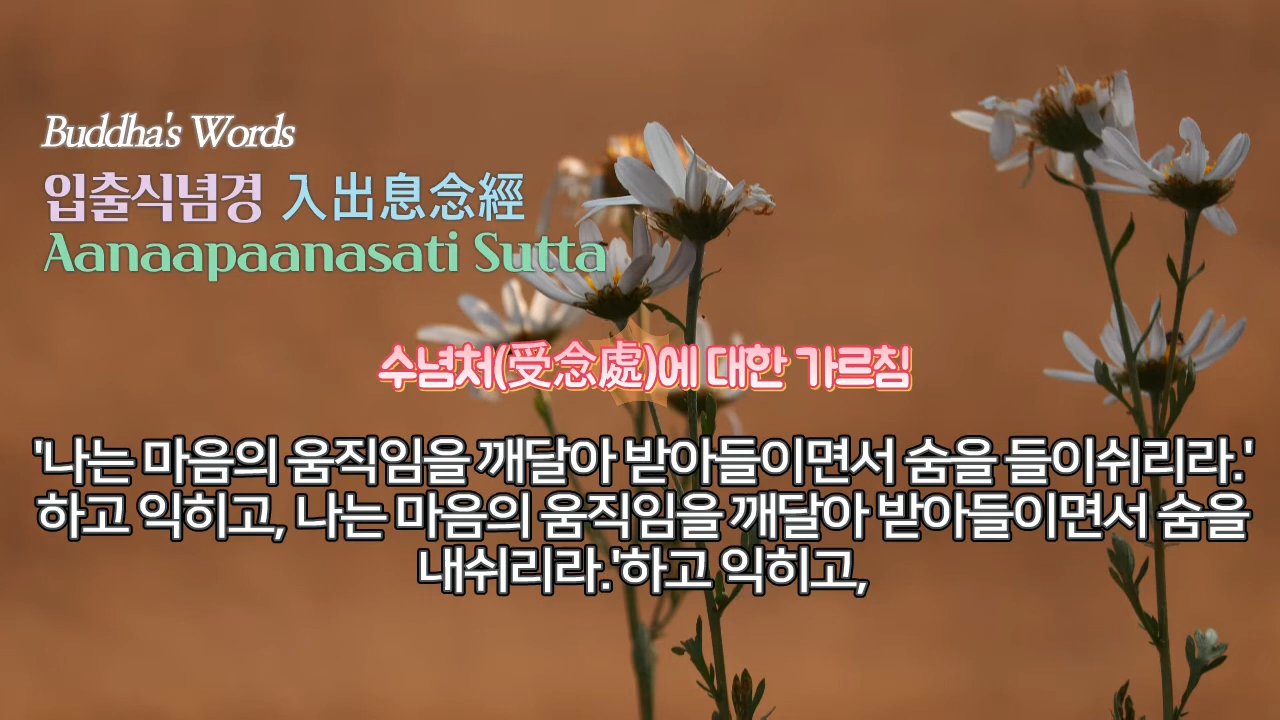 Buddha's Words
입출식념경 入出息念經
Aanaapaanasati Sutta
수념처(受念處)에 대한 가르침
'나는 마음의 움직임을 깨달아 받아들이면서 숨을 들이쉬리라.'
하고 익히고, 나는 마음의 움직임을 깨달아 받아들이면서 숨을
내쉬리라.'하고 익히고,